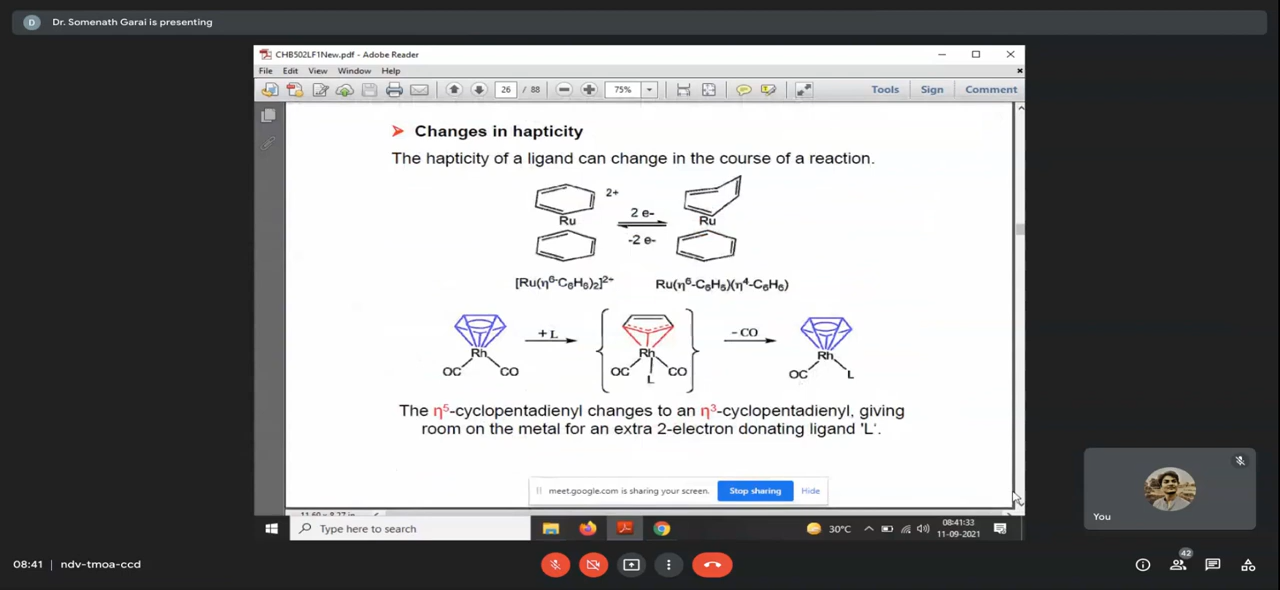 D Dr. Somenath Garai is presenting
CHB502LF1New.pdf - Adobe Reader
File Edit View Window Help
26 / 88 75% Tools Sign Comment
➤ Changes in hapticity
The hapticity of a ligand can change in the course of a reaction.
2+
Ru 2 e- Ru
-2 e-
[Ru(η⁶-C₆H₆)₂]²⁺ Ru(η⁶-C₆H₆)(η⁴-C₆H₆)
+ L - CO
Rh Rh Rh
OC CO OC L CO OC L
The η⁵-cyclopentadienyl changes to an η³-cyclopentadienyl, giving
room on the metal for an extra 2-electron donating ligand 'L'.
meet.google.com is sharing your screen. Stop sharing Hide
11.69 x 8.27 in
Type here to search
30°C
08:41:33
11-09-2021
You
08:41 | ndv-tmoa-ccd
42